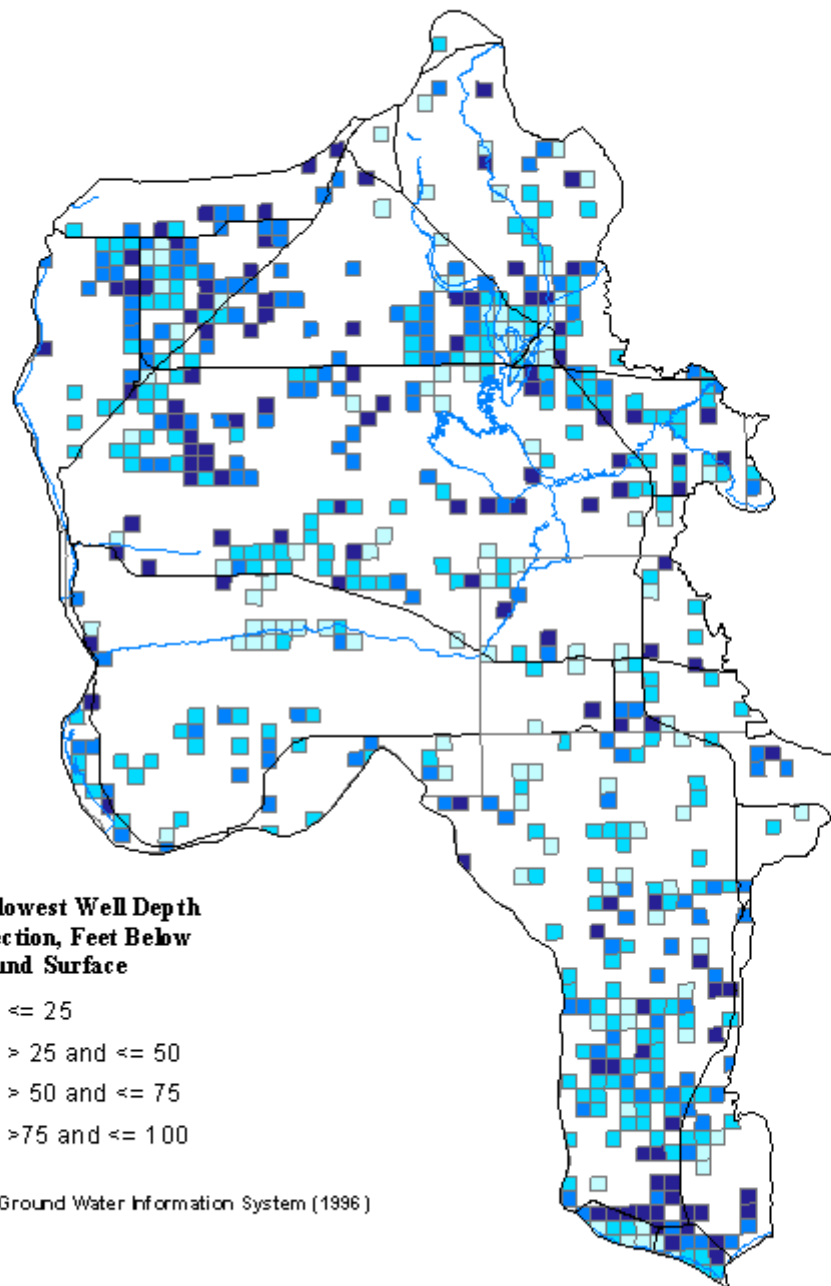 lowest Well Depth
ection, Feet Below
und Surface
<= 25
> 25 and <= 50
> 50 and <= 75
>75 and <= 100
Ground Water Information System (1996)